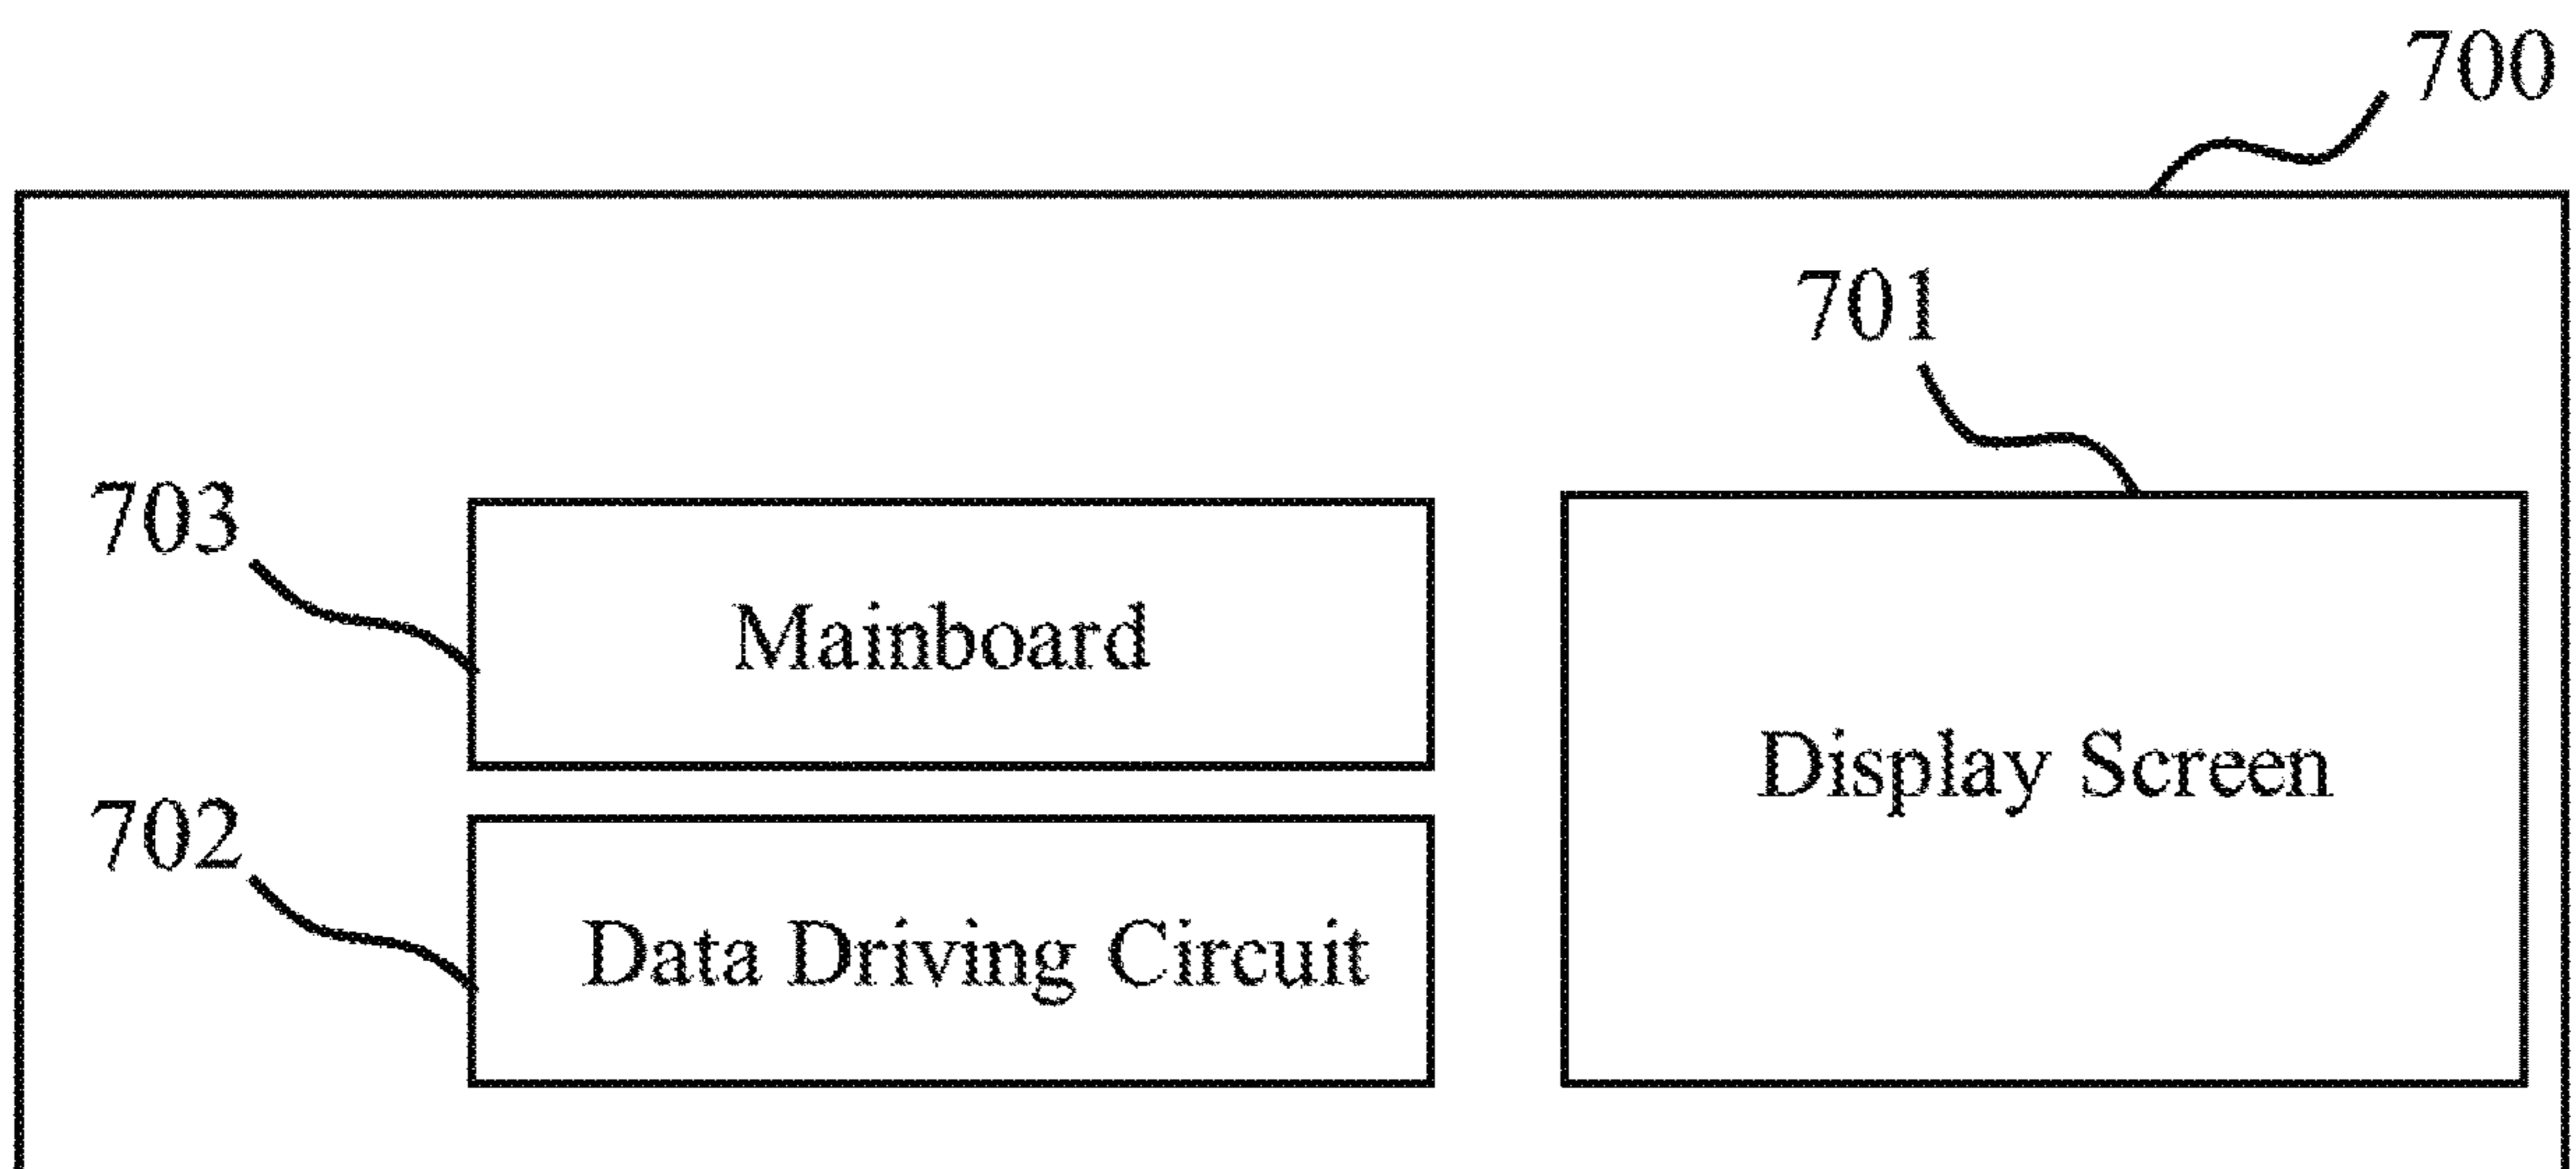 700
701
703
Mainboard
Display Screen
702
Data Driving Circuit